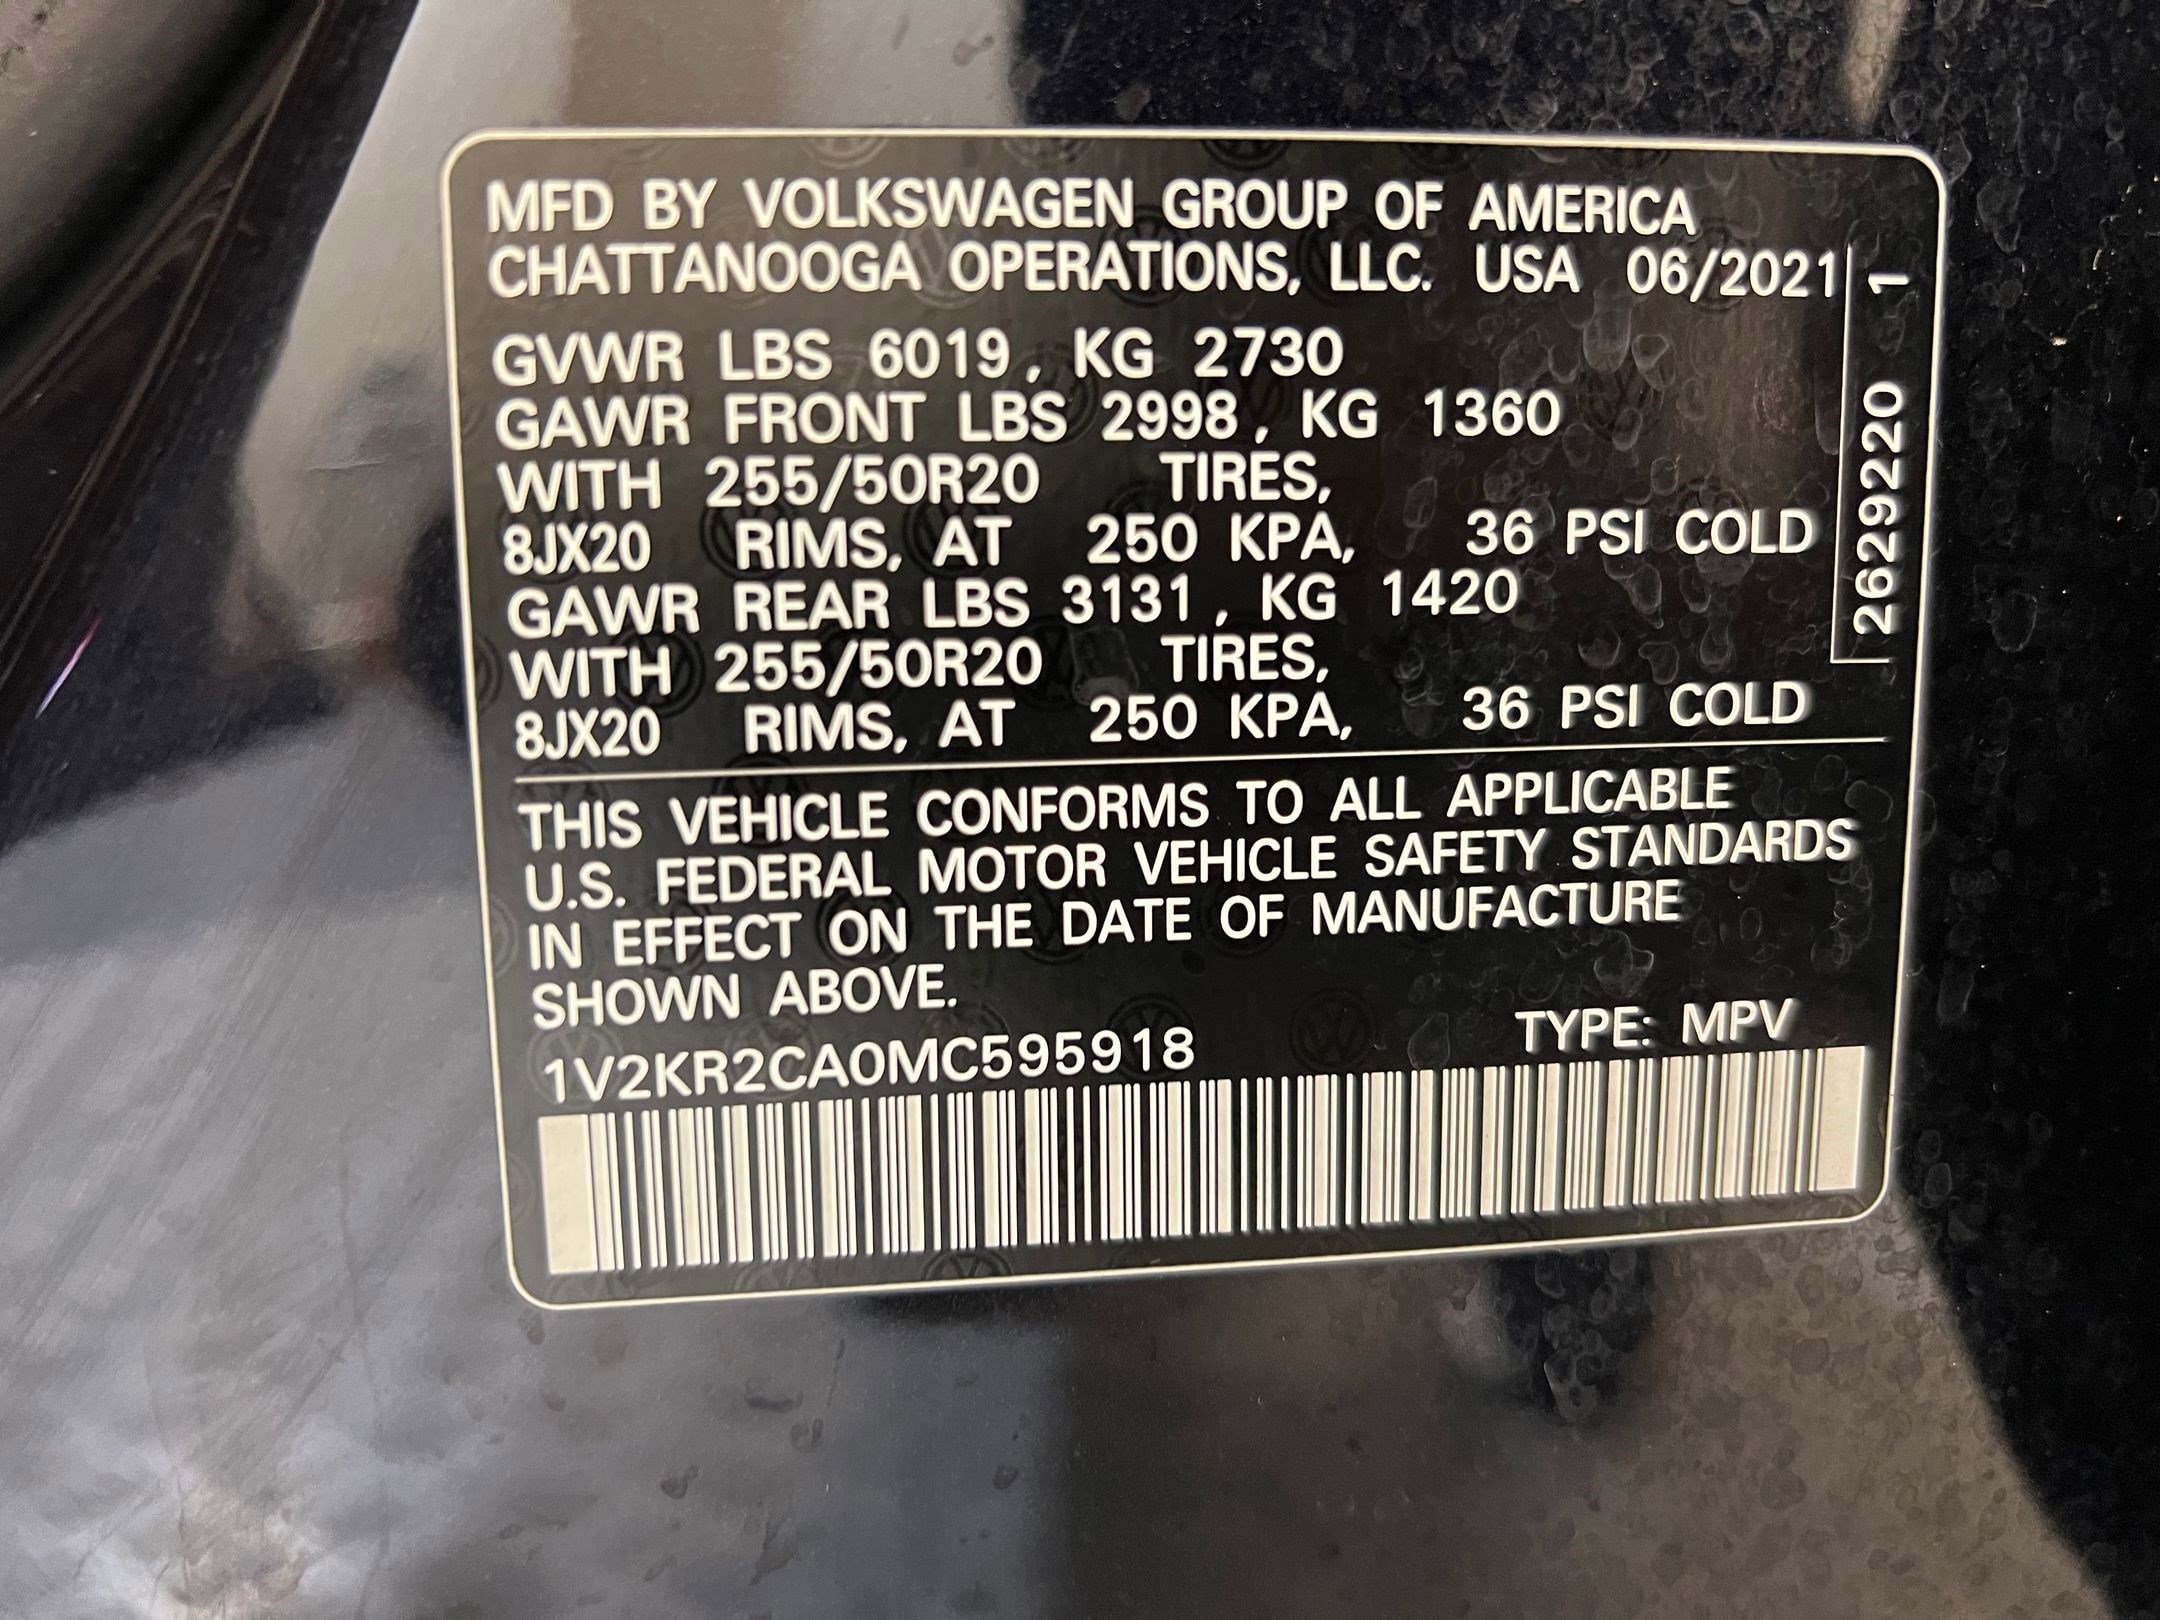 MFD BY VOLKSWAGEN GROUP OF AMERICA
CHATTANOOGA OPERATIONS, LLC. USA 06/2021
GVWR LBS 6019, KG 2730
GAWR FRONT LBS 2998, KG 1360
WITH 255/50R20 TIRES,
8JX20 RIMS, AT 250 KPA, 36 PSI COLD
GAWR REAR LBS 3131, KG 1420
WITH 255/50R20 TIRES,
8JX20 RIMS, AT 250 KPA, 36 PSI COLD
2629220 1
THIS VEHICLE CONFORMS TO ALL APPLICABLE
U.S. FEDERAL MOTOR VEHICLE SAFETY STANDARDS
IN EFFECT ON THE DATE OF MANUFACTURE
SHOWN ABOVE.
1V2KR2CA0MC595918 TYPE: MPV